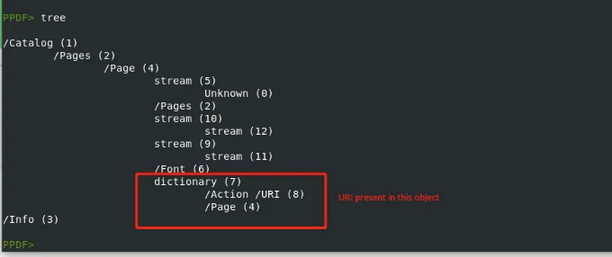 PPDF> tree
/Catalog (1)
/Pages (2)
/Page (4)
stream (5)
Unknown (0)
/Pages (2)
stream (10)
stream (12)
stream (9)
stream (11)
/Font (6)
dictionary (7)
/Action /URI (8)
URI present in this object
/Page (4)
/Info (3)
PPDF>